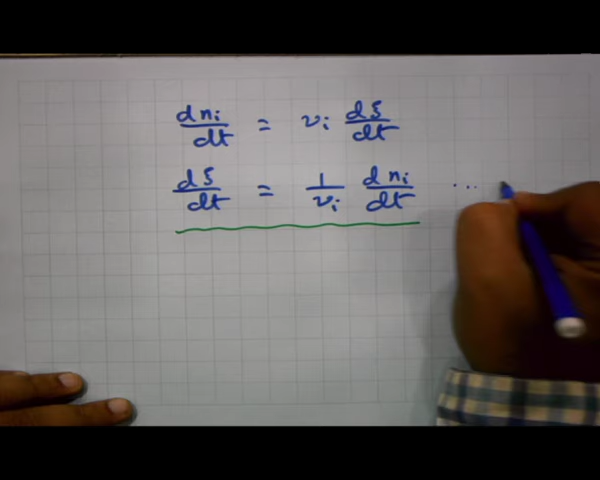 dnᵢ/dt = νᵢ dξ/dt
dξ/dt = 1/νᵢ dnᵢ/dt ...